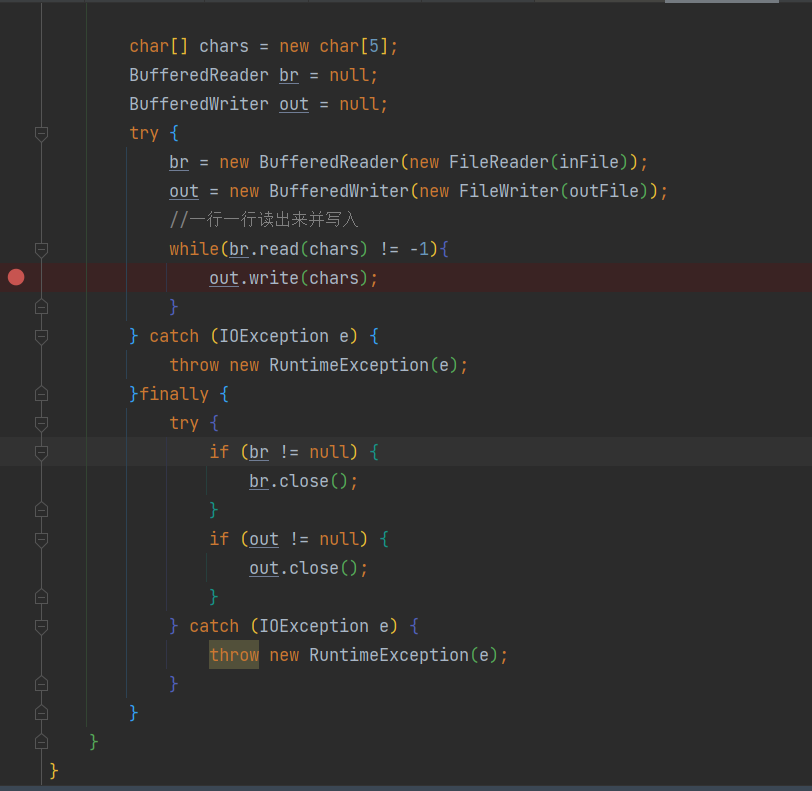 char[] chars = new char[5];
BufferedReader br = null;
BufferedWriter out = null;
try {
br = new BufferedReader(new FileReader(inFile));
out = new BufferedWriter(new FileWriter(outFile));
//一行一行读出来并写入
while(br.read(chars) != -1){
out.write(chars);
}
} catch (IOException e) {
throw new RuntimeException(e);
}finally {
try {
if (br != null) {
br.close();
}
if (out != null) {
out.close();
}
} catch (IOException e) {
throw new RuntimeException(e);
}
}
}
}